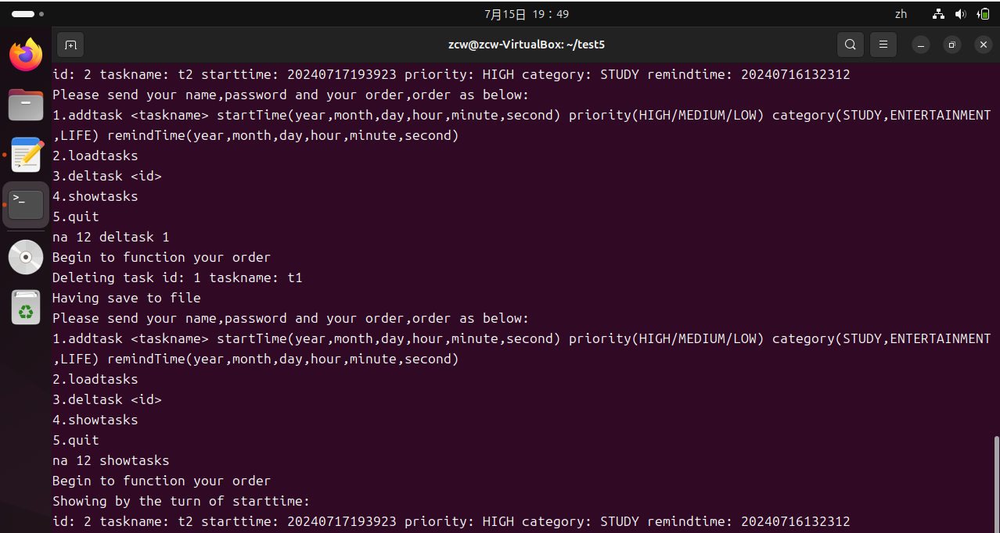 7月15日 19：49
zh
zcw@zcw-VirtualBox: ~/test5
id: 2 taskname: t2 starttime: 20240717193923 priority: HIGH category: STUDY remindtime: 20240716132312
Please send your name,password and your order,order as below:
1.addtask <taskname> startTime(year,month,day,hour,minute,second) priority(HIGH/MEDIUM/LOW) category(STUDY,ENTERTAINMENT
,LIFE) remindTime(year,month,day,hour,minute,second)
2.loadtasks
3.deltask <id>
4.showtasks
5.quit
na 12 deltask 1
Begin to function your order
Deleting task id: 1 taskname: t1
Having save to file
Please send your name,password and your order,order as below:
1.addtask <taskname> startTime(year,month,day,hour,minute,second) priority(HIGH/MEDIUM/LOW) category(STUDY,ENTERTAINMENT
,LIFE) remindTime(year,month,day,hour,minute,second)
2.loadtasks
3.deltask <id>
4.showtasks
5.quit
na 12 showtasks
Begin to function your order
Showing by the turn of starttime:
id: 2 taskname: t2 starttime: 20240717193923 priority: HIGH category: STUDY remindtime: 20240716132312